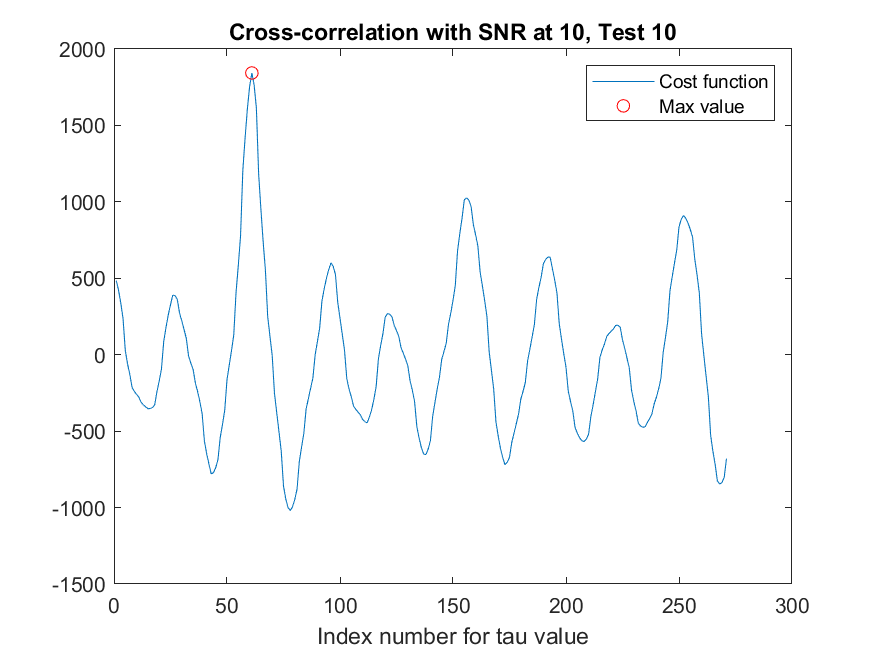 Cross-correlation with SNR at 10, Test 10
2000
1500
1000
500
0
-500
-1000
-1500
Cost function
Max value
0 50 100 150 200 250 300
Index number for tau value